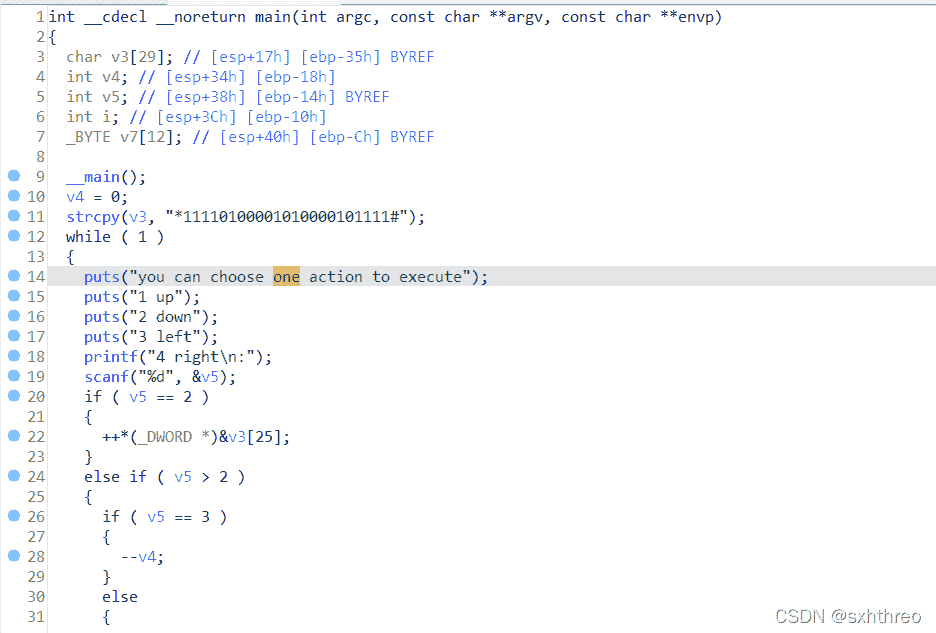 1 int __cdecl __noreturn main(int argc, const char **argv, const char **envp)
2 {
3 char v3[29]; // [esp+17h] [ebp-35h] BYREF
4 int v4; // [esp+34h] [ebp-18h]
5 int v5; // [esp+38h] [ebp-14h] BYREF
6 int i; // [esp+3Ch] [ebp-10h]
7 _BYTE v7[12]; // [esp+40h] [ebp-Ch] BYREF
8
9 __main();
10 v4 = 0;
11 strcpy(v3, "*11110100001010000101111#");
12 while ( 1 )
13 {
14 puts("you can choose one action to execute");
15 puts("1 up");
16 puts("2 down");
17 puts("3 left");
18 printf("4 right\n:");
19 scanf("%d", &v5);
20 if ( v5 == 2 )
21 {
22 ++*(_DWORD *)&v3[25];
23 }
24 else if ( v5 > 2 )
25 {
26 if ( v5 == 3 )
27 {
28 --v4;
29 }
30 else
31 {
CSDN @sxhthreo